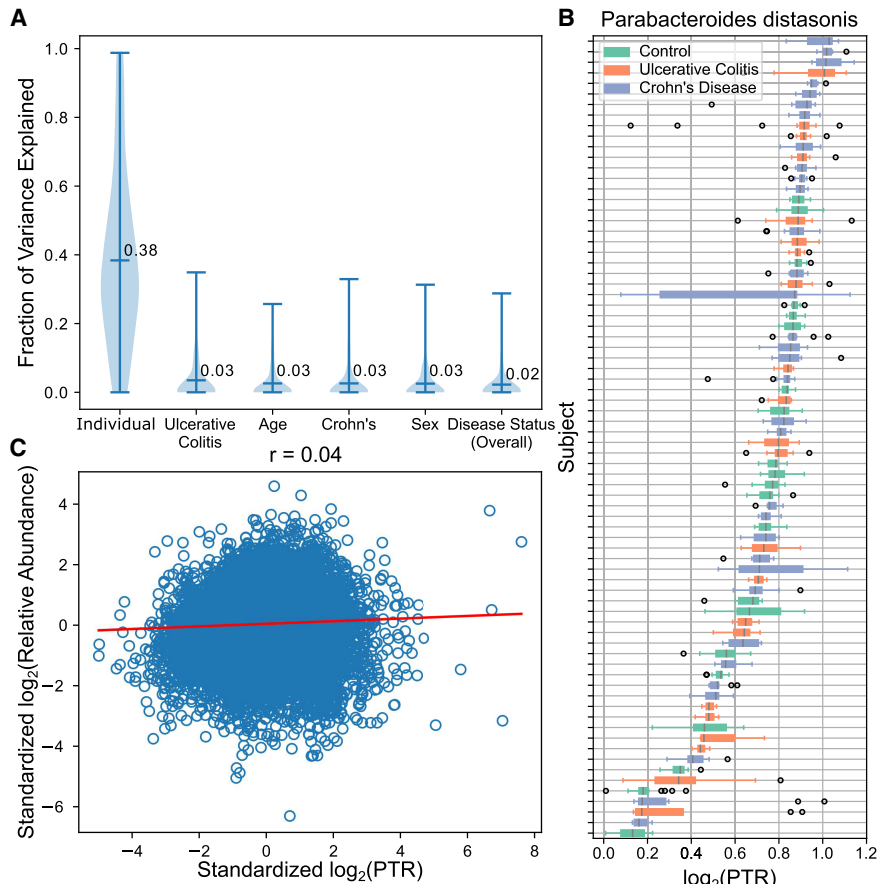 A
Fraction of Variance Explained
1.0
0.8
0.6
0.4
0.2
0.0
0.38
0.03
0.03
0.03
0.03
0.02
Individual
Ulcerative
Colitis
Age
Crohn's
Sex
Disease Status
(Overall)
B
Parabacteroides distasonis
Control
Ulcerative Colitis
Crohn's Disease
Subject
0.0
0.2
0.4
0.6
0.8
1.0
1.2
log₂(PTR)
C
r = 0.04
Standardized log₂(Relative Abundance)
4
2
0
−2
−4
−6
−4
−2
0
2
4
6
8
Standardized log₂(PTR)